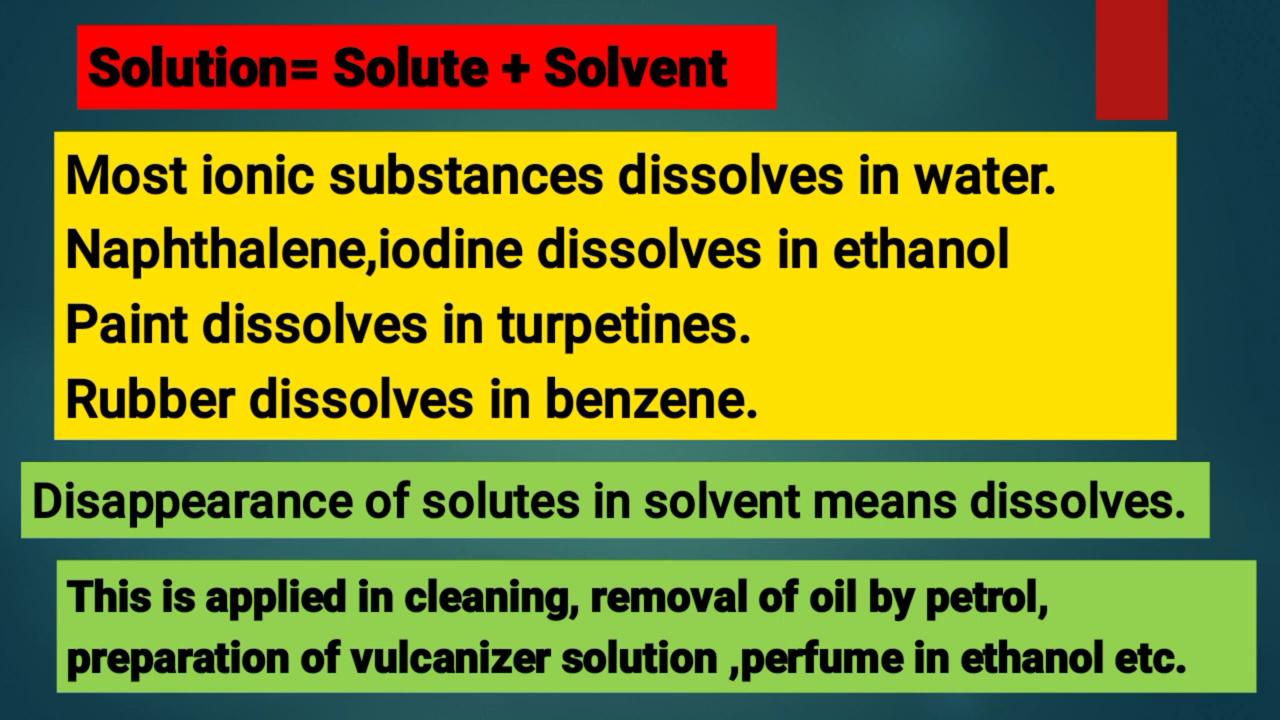 Solution= Solute + Solvent
Most ionic substances dissolves in water.
Naphthalene,iodine dissolves in ethanol
Paint dissolves in turpetines.
Rubber dissolves in benzene.
Disappearance of solutes in solvent means dissolves.
This is applied in cleaning, removal of oil by petrol,
preparation of vulcanizer solution ,perfume in ethanol etc.